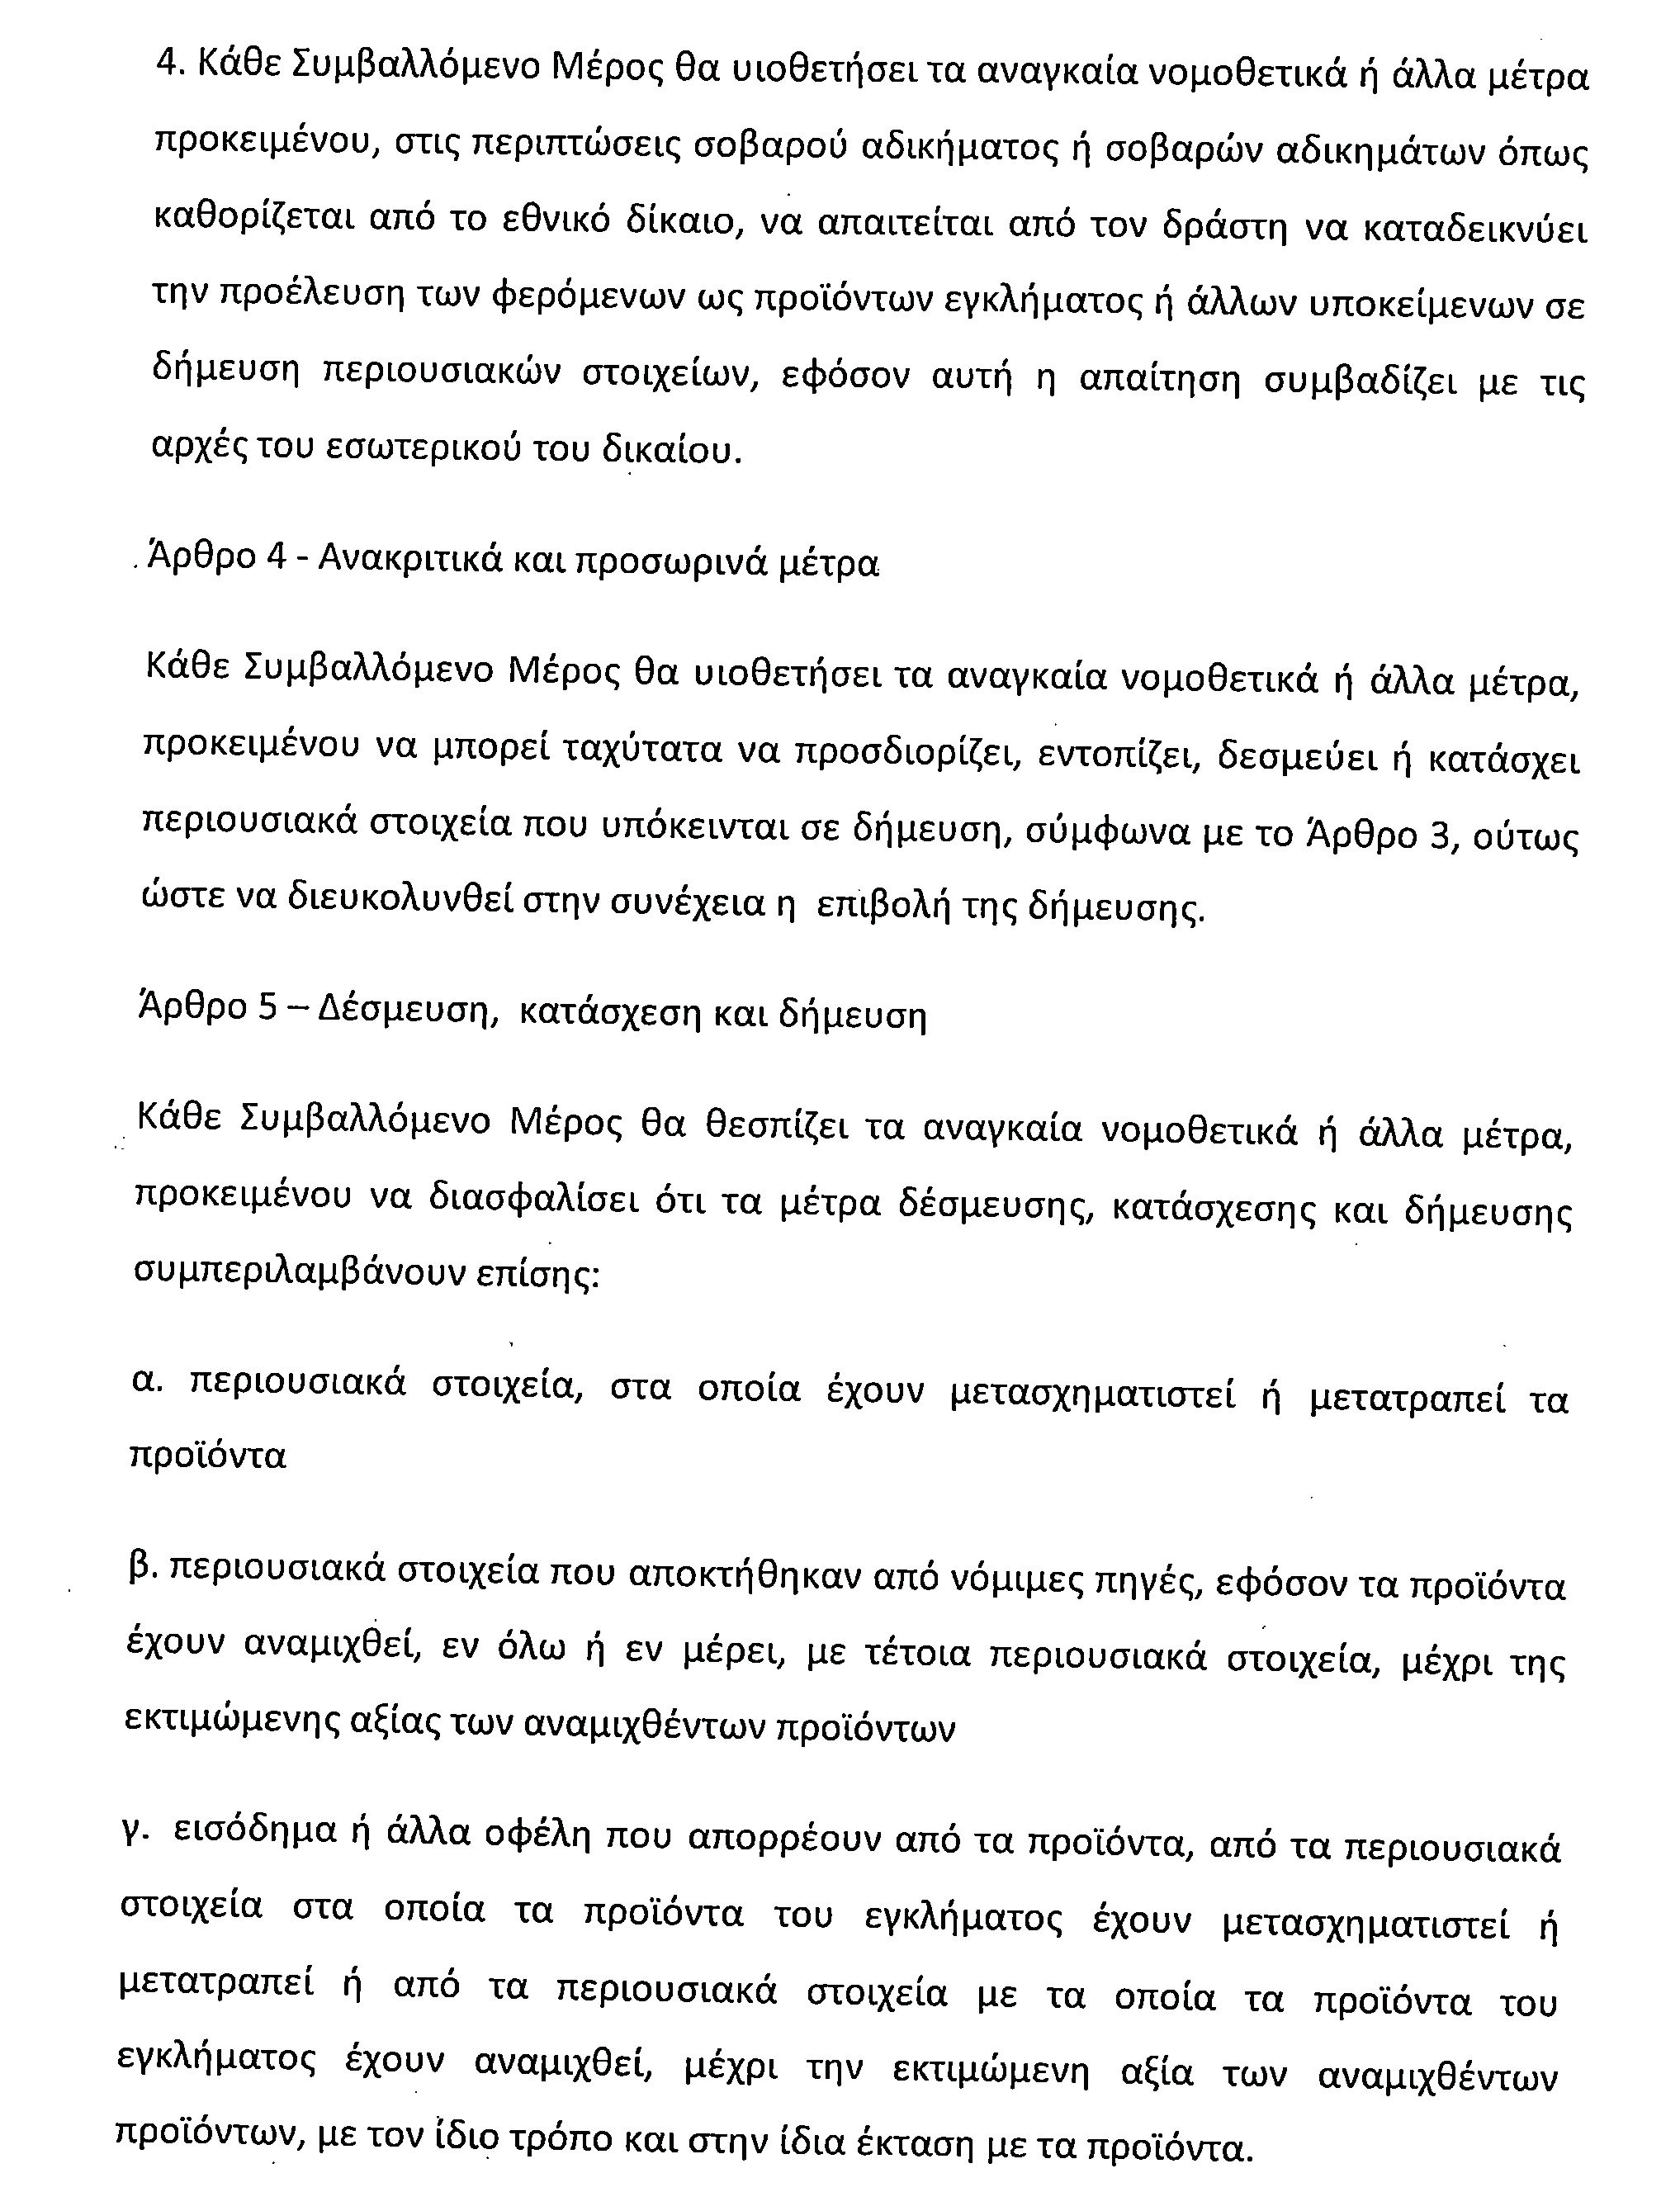 4. Κάθε Συμβαλλόμενο Μέρος θα υιοθετήσει τα αναγκαία νομοθετικά ή άλλα μέτρα
προκειμένου, στις περιπτώσεις σοβαρού αδικήματος ή σοβαρών αδικημάτων όπως
καθορίζεται από το εθνικό δίκαιο, να απαιτείται από τον δράστη να καταδεικνύει
την προέλευση των φερόμενων ως προϊόντων εγκλήματος ή άλλων υποκείμενων σε
δήμευση περιουσιακών στοιχείων, εφόσον αυτή η απαίτηση συμβαδίζει με τις
αρχές του εσωτερικού του δικαίου.
Άρθρο 4 - Ανακριτικά και προσωρινά μέτρα
Κάθε Συμβαλλόμενο Μέρος θα υιοθετήσει τα αναγκαία νομοθετικά ή άλλα μέτρα,
προκειμένου να μπορεί ταχύτατα να προσδιορίζει, εντοπίζει, δεσμεύει ή κατάσχει
περιουσιακά στοιχεία που υπόκεινται σε δήμευση, σύμφωνα με το Άρθρο 3, ούτως
ώστε να διευκολυνθεί στην συνέχεια η επιβολή της δήμευσης.
Άρθρο 5 – Δέσμευση, κατάσχεση και δήμευση
Κάθε Συμβαλλόμενο Μέρος θα θεσπίζει τα αναγκαία νομοθετικά ή άλλα μέτρα,
προκειμένου να διασφαλίσει ότι τα μέτρα δέσμευσης, κατάσχεσης και δήμευσης
συμπεριλαμβάνουν επίσης:
α. περιουσιακά στοιχεία, στα οποία έχουν μετασχηματιστεί ή μετατραπεί τα
προϊόντα
β. περιουσιακά στοιχεία που αποκτήθηκαν από νόμιμες πηγές, εφόσον τα προϊόντα
έχουν αναμιχθεί, εν όλω ή εν μέρει, με τέτοια περιουσιακά στοιχεία, μέχρι της
εκτιμώμενης αξίας των αναμιχθέντων προϊόντων
γ. εισόδημα ή άλλα οφέλη που απορρέουν από τα προϊόντα, από τα περιουσιακά
στοιχεία στα οποία τα προϊόντα του εγκλήματος έχουν μετασχηματιστεί ή
μετατραπεί ή από τα περιουσιακά στοιχεία με τα οποία τα προϊόντα του
εγκλήματος έχουν αναμιχθεί, μέχρι την εκτιμώμενη αξία των αναμιχθέντων
προϊόντων, με τον ίδιο τρόπο και στην ίδια έκταση με τα προϊόντα.